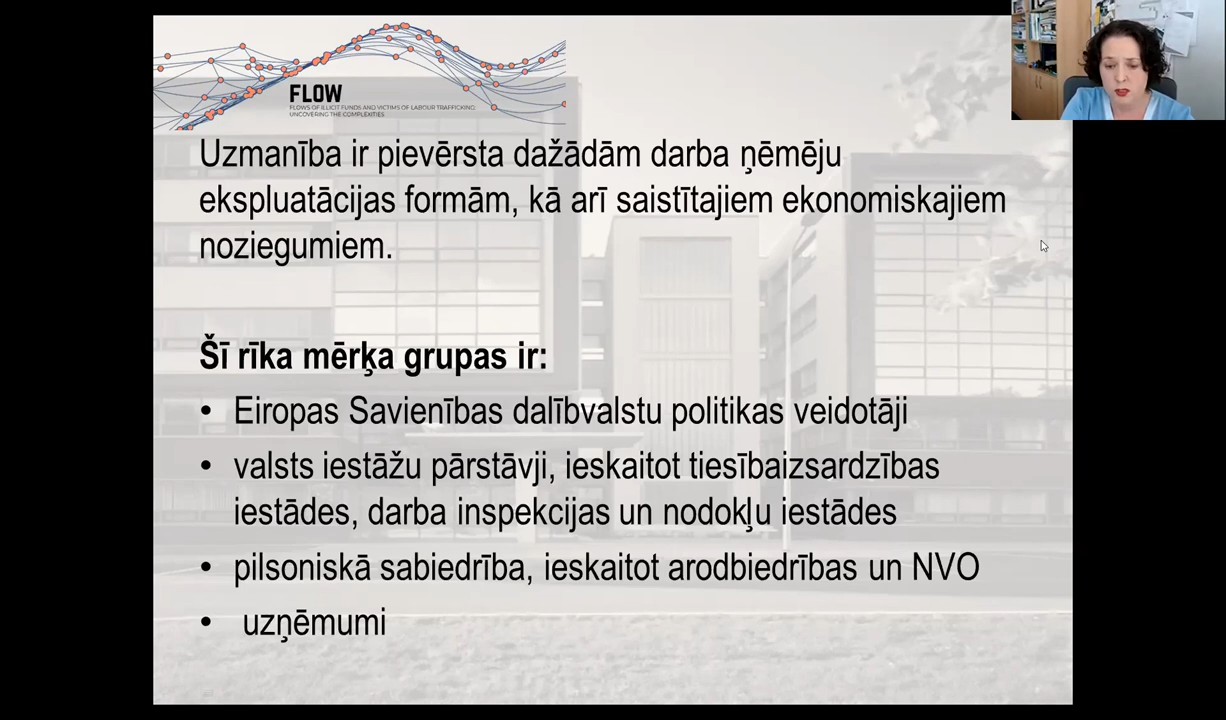 FLOW
FLOWS OF ILLICIT FUNDS AND VICTIMS OF LABOUR TRAFFICKING:
UNCOVERING THE COMPLEXITIES
Uzmanība ir pievērsta dažādām darba ņēmēju
ekspluatācijas formām, kā arī saistītajiem ekonomiskajiem
noziegumiem.
Šī rīka mērķa grupas ir:
• Eiropas Savienības dalībvalstu politikas veidotāji
• valsts iestāžu pārstāvji, ieskaitot tiesībaizsardzības
iestādes, darba inspekcijas un nodokļu iestādes
• pilsoniskā sabiedrība, ieskaitot arodbiedrības un NVO
• uzņēmumi